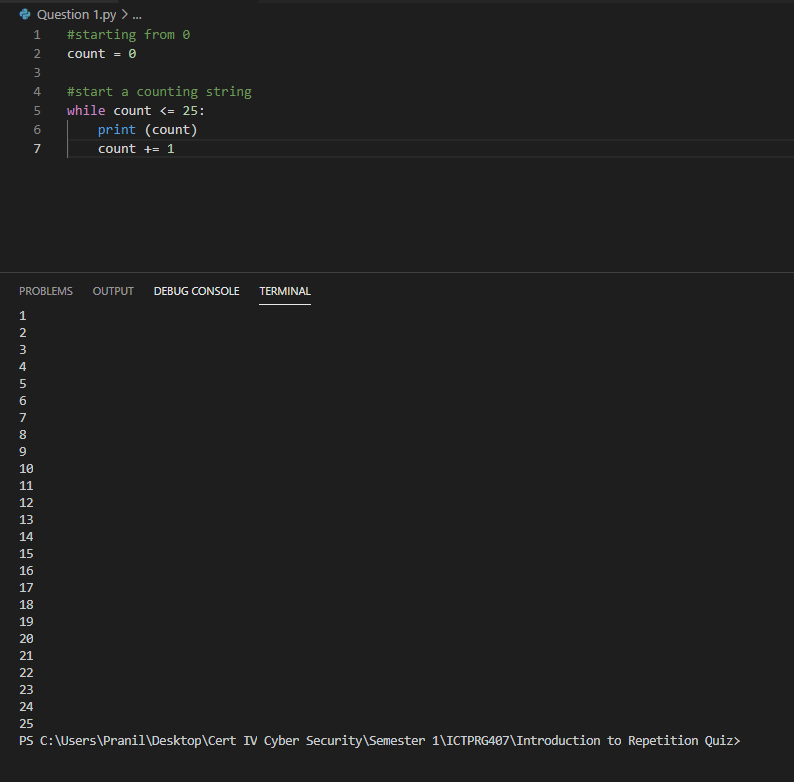 Question 1.py > ...
1 #starting from 0
2 count = 0
3
4 #start a counting string
5 while count <= 25:
6     print (count)
7     count += 1
PROBLEMS OUTPUT DEBUG CONSOLE TERMINAL
1
2
3
4
5
6
7
8
9
10
11
12
13
14
15
16
17
18
19
20
21
22
23
24
25
PS C:\Users\Pranil\Desktop\Cert IV Cyber Security\Semester 1\ICTPRG407\Introduction to Repetition Quiz>